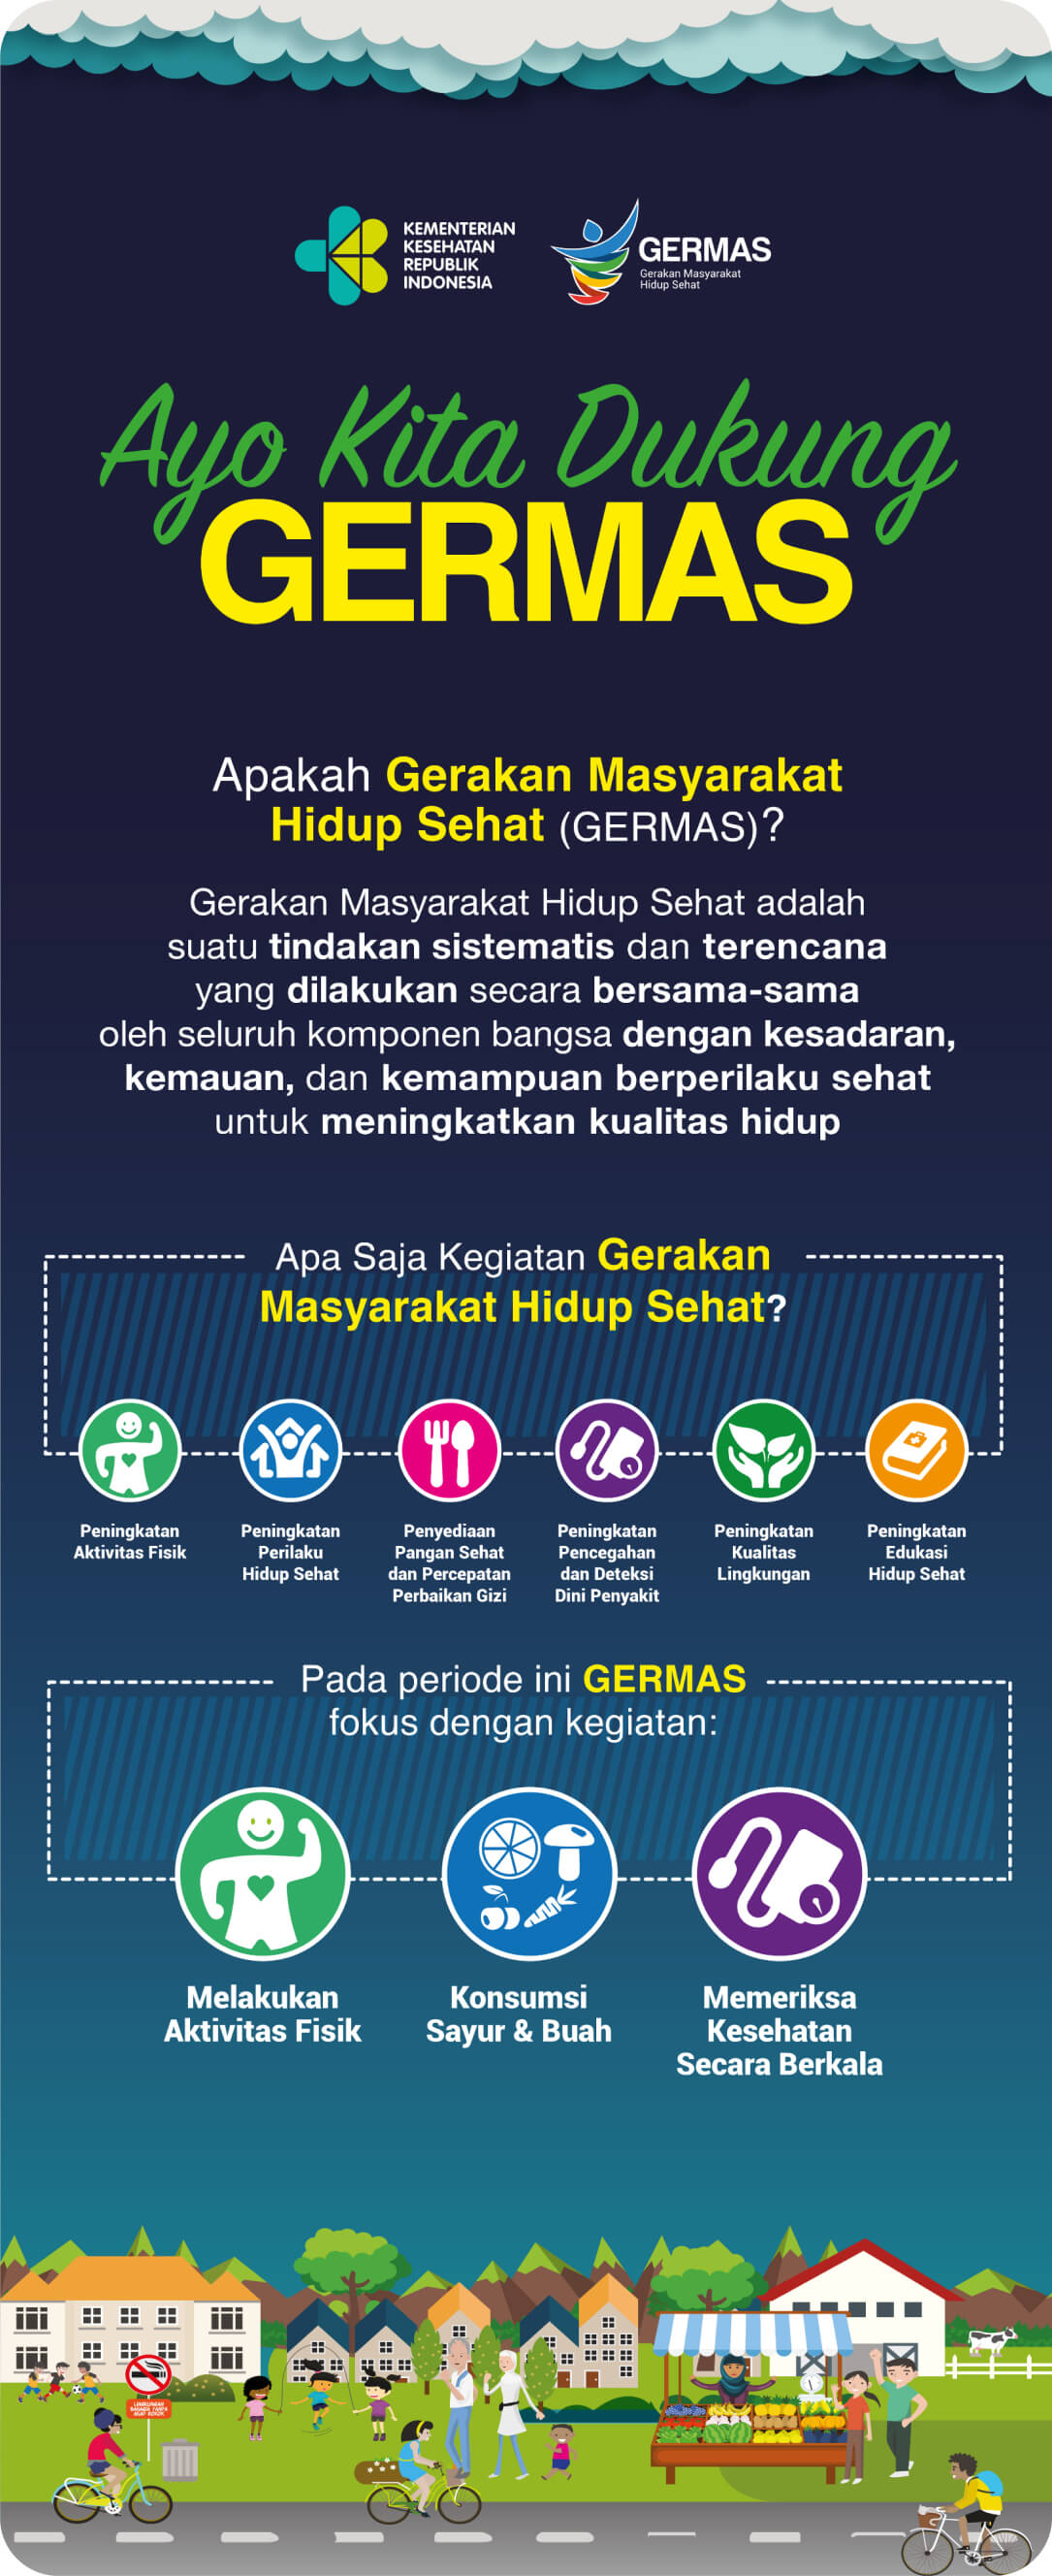 KEMENTERIAN
KESEHATAN
REPUBLIK
INDONESIA
GERMAS
Gerakan Masyarakat
Hidup Sehat
Ayo Kita Dukung
GERMAS
Apakah Gerakan Masyarakat
Hidup Sehat (GERMAS)?
Gerakan Masyarakat Hidup Sehat adalah
suatu tindakan sistematis dan terencana
yang dilakukan secara bersama-sama
oleh seluruh komponen bangsa dengan kesadaran,
kemauan, dan kemampuan berperilaku sehat
untuk meningkatkan kualitas hidup
Apa Saja Kegiatan Gerakan
Masyarakat Hidup Sehat?
Peningkatan
Aktivitas Fisik
Peningkatan
Perilaku
Hidup Sehat
Penyediaan
Pangan Sehat
dan Percepatan
Perbaikan Gizi
Peningkatan
Pencegahan
dan Deteksi
Dini Penyakit
Peningkatan
Kualitas
Lingkungan
Peningkatan
Edukasi
Hidup Sehat
Pada periode ini GERMAS
fokus dengan kegiatan:
Melakukan
Aktivitas Fisik
Konsumsi
Sayur & Buah
Memeriksa
Kesehatan
Secara Berkala